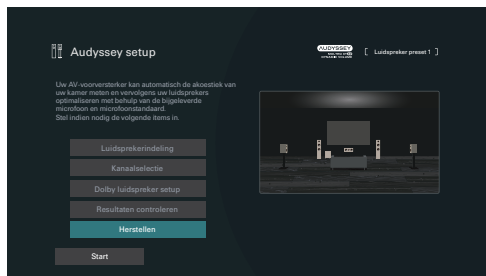 Audyssey setup
AUDYSSEY
[ Luidspreker preset 1 ]
Uw AV-voorversterker kan automatisch de akoestiek van
uw kamer meten en vervolgens uw luidsprekers
optimaliseren met behulp van de bijgeleverde
microfoon en microfoonstandaard.
Stel indien nodig de volgende items in.
Luidsprekerindeling
Kanaalselectie
Dolby luidspreker setup
Resultaten controleren
Herstellen
Start